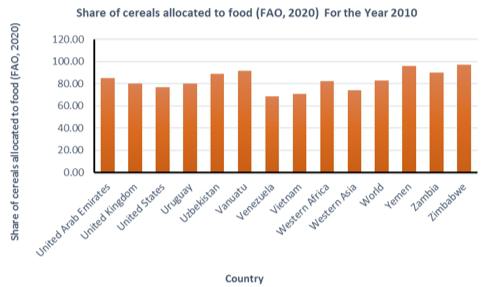 Share of cereals allocated to food (FAO, 2020)  For the Year 2010
Share of cereals allocated to food (FAO, 2020)
120.00
100.00
80.00
60.00
40.00
20.00
0.00
United Arab Emirates
United Kingdom
United States
Uruguay
Uzbekistan
Vanuatu
Venezuela
Vietnam
Western Africa
Western Asia
World
Yemen
Zambia
Zimbabwe
Country